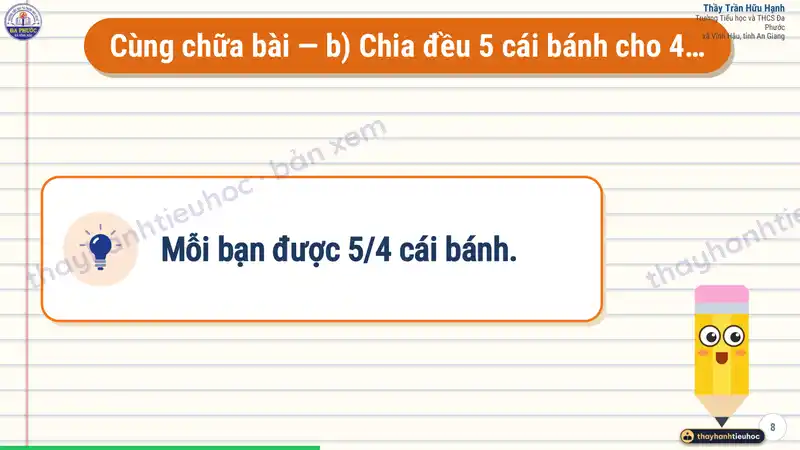 Thầy Trần Hữu Hạnh
Trường Tiểu học và THCS Đa
Phước
xã Vĩnh Hậu, tỉnh An Giang
ĐA PHƯỚC
Cùng chữa bài – b) Chia đều 5 cái bánh cho 4...
thayhanhtieuhoc · bản xem
Mỗi bạn được 5/4 cái bánh.
thayhanhtie
8
thayhanhtieuhoc